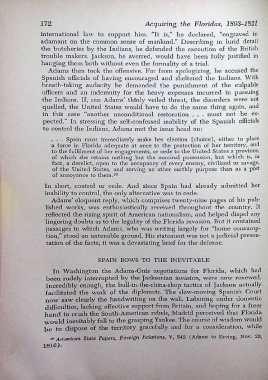 172 Acquiring the Floridas, 1803-1821
international law to support him. "It is," he declared, "engraved in
adamant on the common sense of mankind." Describing in lurid detail
the butcheries by the Indians, he defended the execution of the British
trouble makers. Jackson, he averred, would have been fully justified in
hanging them both without even the formality of a trial.
Adams then took the offensive. Far from apologizing, he accused the
Spanish officials of having encouraged and sheltered the Indians. With
breath-taking audacity he demanded the punishment of the culpable
officers and an indemnity for the heavy expenses incurred in pursuing
the Indians. If, ran Adams' thinly veiled threat, the disorders were not
quelled, the United States would have to do the same thing again, and
in this case "another unconditional restoration . . . must not be ex-
pected." In stressing the self-confessed inability of the Spanish officials
to control the Indians, Adams met the issue head on:
. . . Spain must immediately make her election [choice], either to place
a force in Florida adequate at once to the protection of her territory, and
to the fulfilment of her engagements, or cede to the United States a province,
of which she retains nothing but the nominal possession, but which is, in
fact, a derelict, open to the occupancy of every enemy, civilized or savage,
of the United States, and serving no other earthly purpose than as a post
of annoyance to them.
In short, control or cede. And since Spain had already admitted her
inability to control, the only alternative was to cede.
Adams' eloquent reply, which comprises twenty-nine pages of his pub-
lished works, was enthusiastically received throughout the country. It
reflected the rising spirit of American nationalism, and helped dispel any
lingering doubts as to the legality of the Florida invasion. But it contained
passages in which Adams, who was writing largely for "home consump-
tion," stood on untenable ground. His statement was not a judicial presen-
tation of the facts; it was a devastating brief for the defense.
SPAIN BOWS TO THE INEVITABLE
In Washington the Adams-Onís negotiations for Florida, which had
been rudely interrupted by the Jacksonian invasion, were now renewed.
Incredibly enough, the bull-in-the-china-shop tactics of Jackson actually
facilitated the work of the diplomats. The slow-moving Spanish Court
now saw clearly the handwriting on the wall. Laboring under domestic
difficulties, lacking effective support from Britain, and hoping for a freer
hand to crush the South American rebels, Madrid perceived that Florida
would inevitably fall to the grasping Yankee. The course of wisdom would
be to dispose of the territory gracefully and for a consideration, while
American State Papers, Foreign Relations, V, 542 (Adams to Erving, Nov. 28,
1818).